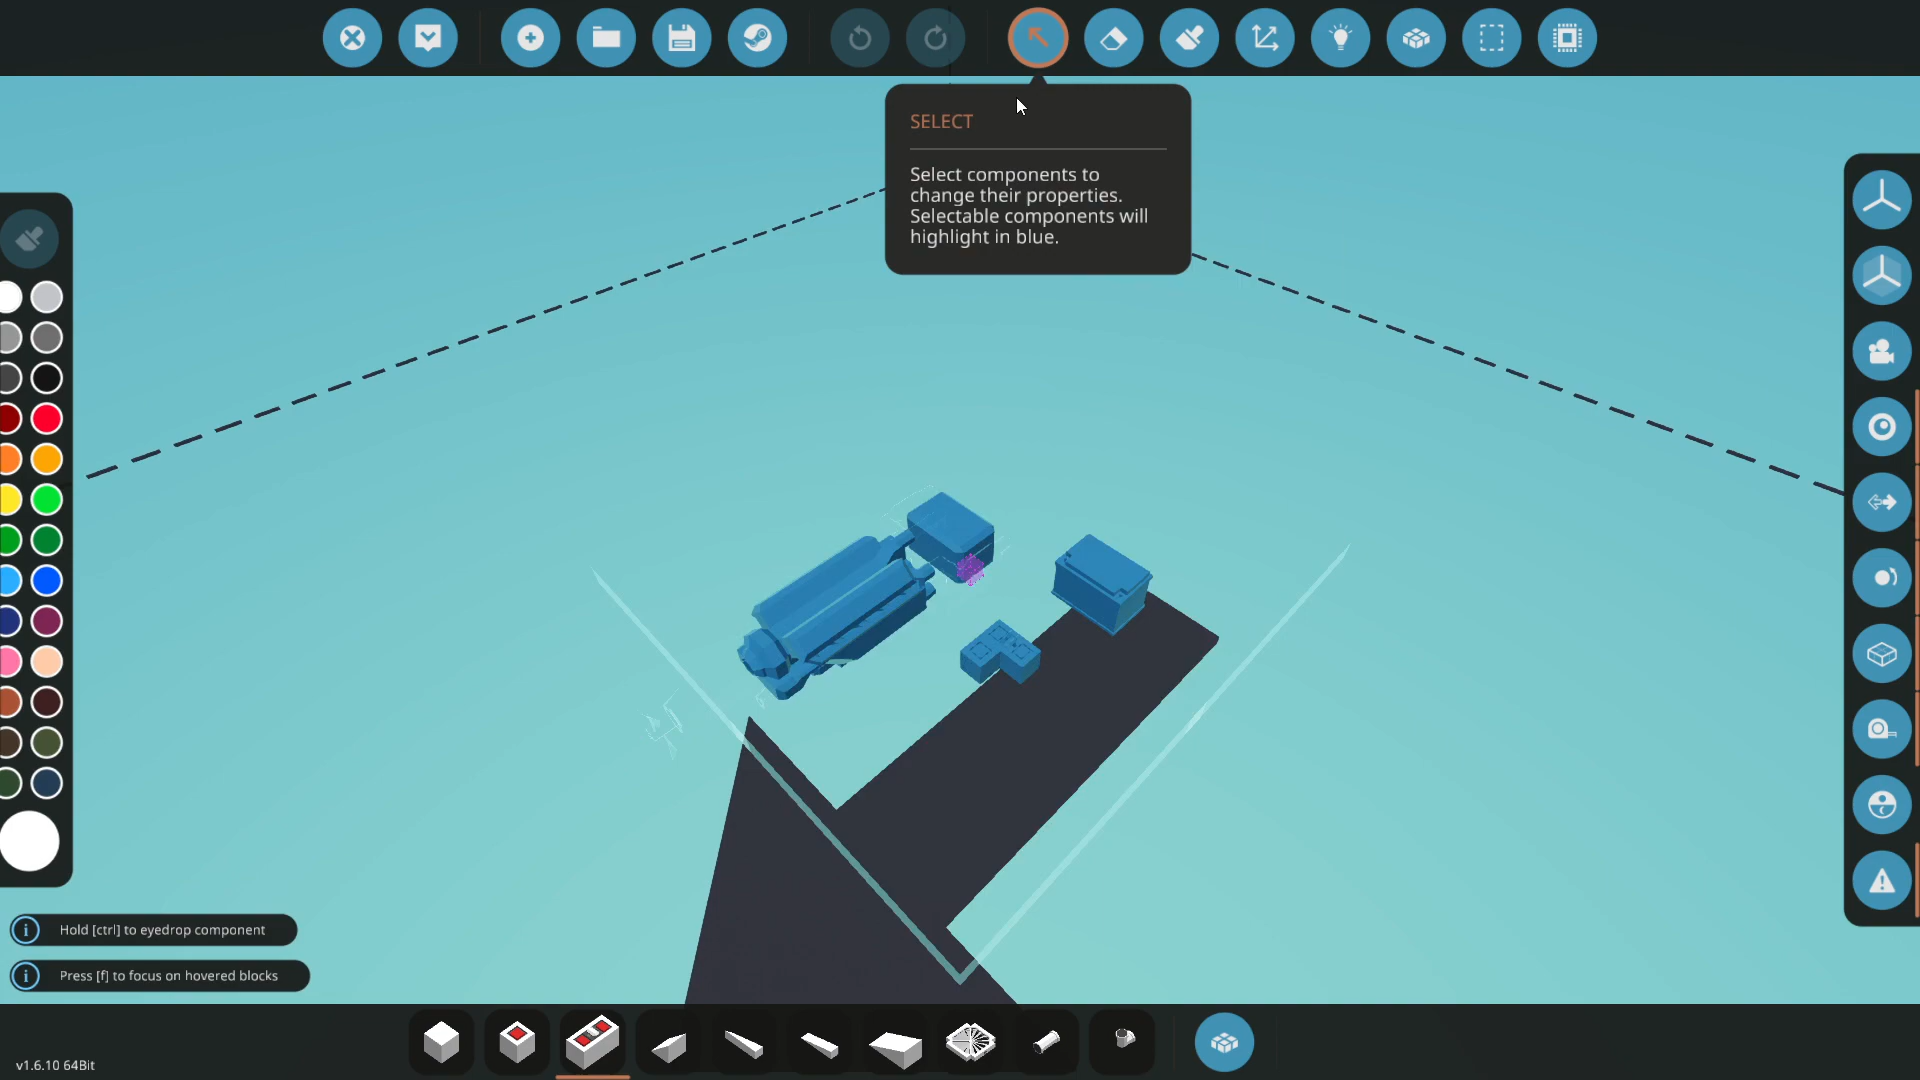 SELECT
Select components to
change their properties.
Selectable components will
highlight in blue.
Hold [ctrl] to eyedrop component
Press [f] to focus on hovered blocks
v1.6.10 64Bit